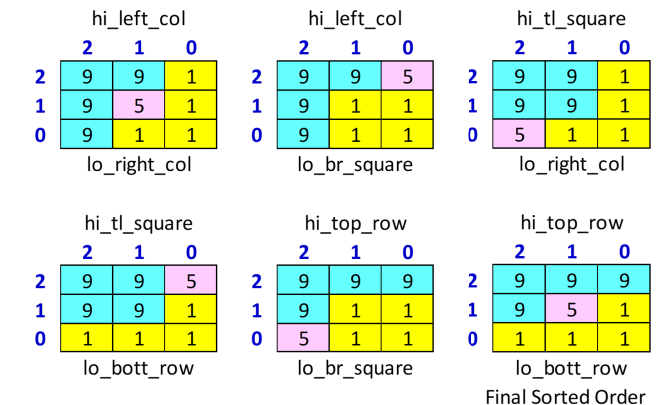 hi_left_col
2 1 0
2 9 9 1
1 9 5 1
0 9 1 1
lo_right_col
hi_left_col
2 1 0
2 9 9 5
1 9 1 1
0 9 1 1
lo_br_square
hi_tl_square
2 1 0
2 9 9 1
1 9 9 1
0 5 1 1
lo_right_col
hi_tl_square
2 1 0
2 9 9 5
1 9 9 1
0 1 1 1
lo_bott_row
hi_top_row
2 1 0
2 9 9 9
1 9 1 1
0 5 1 1
lo_br_square
hi_top_row
2 1 0
2 9 9 9
1 9 5 1
0 1 1 1
lo_bott_row
Final Sorted Order